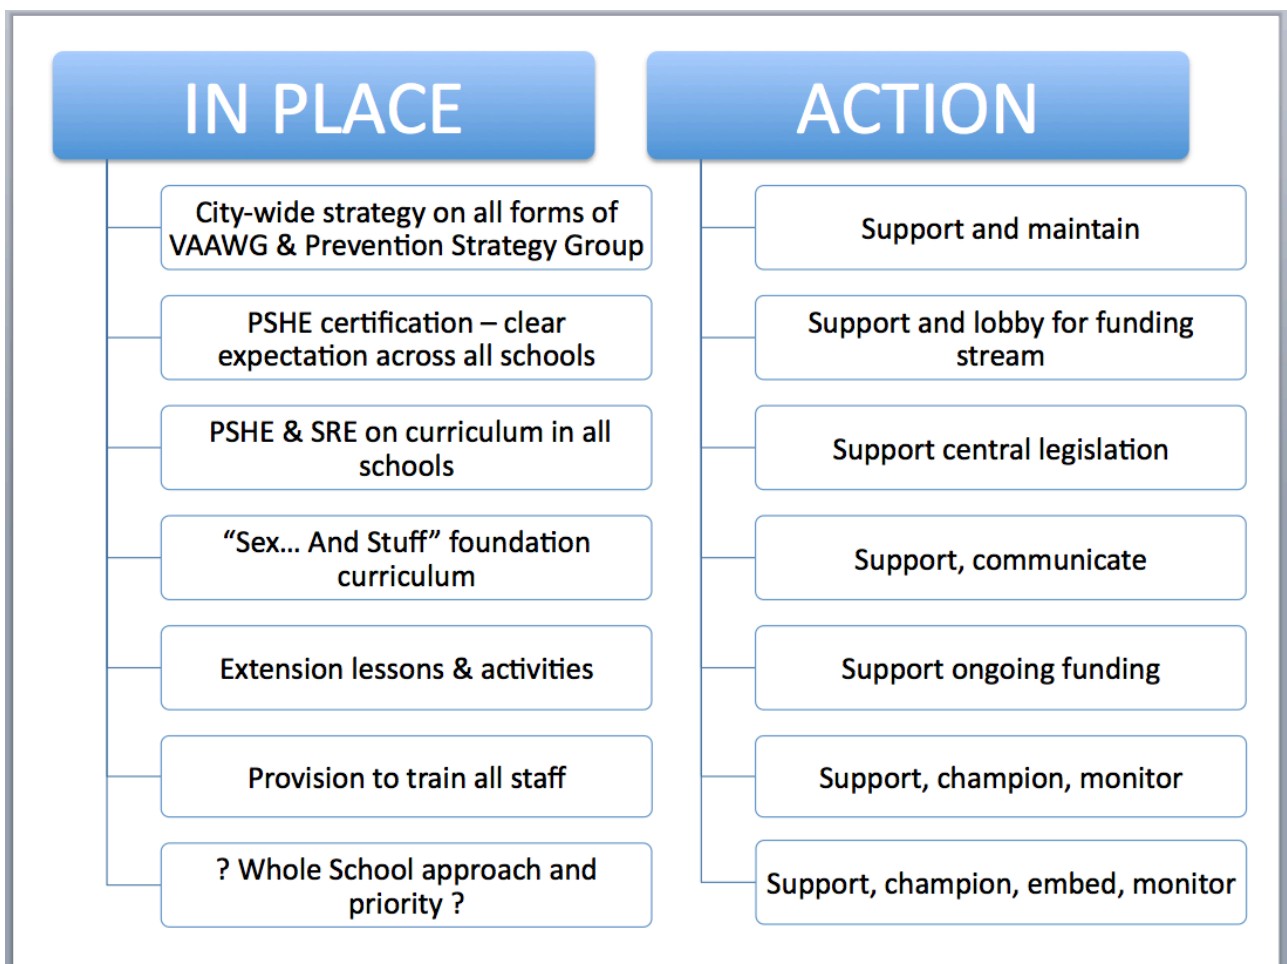 IN PLACE
City-wide strategy on all forms of
VAAWG & Prevention Strategy Group
PSHE certification – clear
expectation across all schools
PSHE & SRE on curriculum in all
schools
“Sex... And Stuff” foundation
curriculum
Extension lessons & activities
Provision to train all staff
? Whole School approach and
priority ?
ACTION
Support and maintain
Support and lobby for funding
stream
Support central legislation
Support, communicate
Support ongoing funding
Support, champion, monitor
Support, champion, embed, monitor